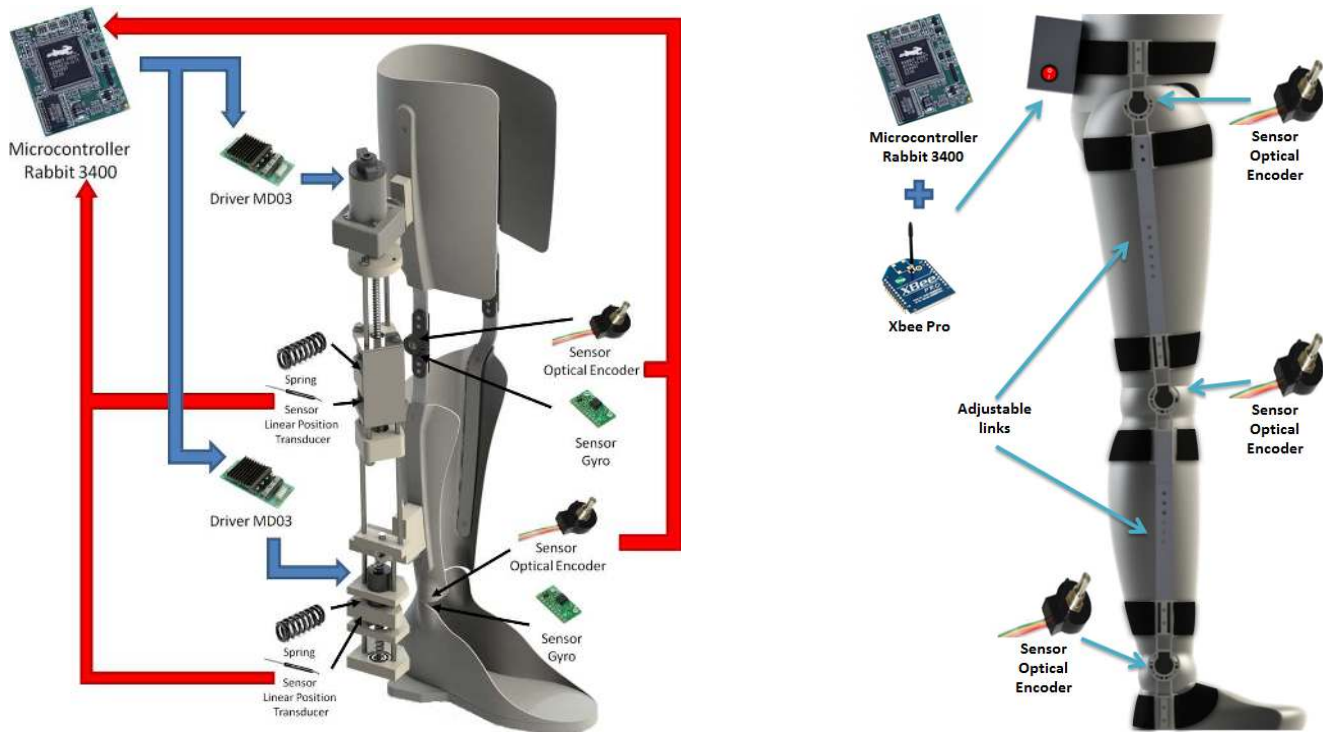 Microcontroller
Rabbit 3400
Driver MD03
Spring
Sensor
Linear Position
Transducer
Sensor
Optical Encoder
Sensor
Gyro
Driver MD03
Sensor
Optical Encoder
Spring
Sensor
Linear Position
Transducer
Sensor
Gyro
Microcontroller
Rabbit 3400
XBee
PRO
Xbee Pro
Sensor
Optical
Encoder
Adjustable
links
Sensor
Optical
Encoder
Sensor
Optical
Encoder